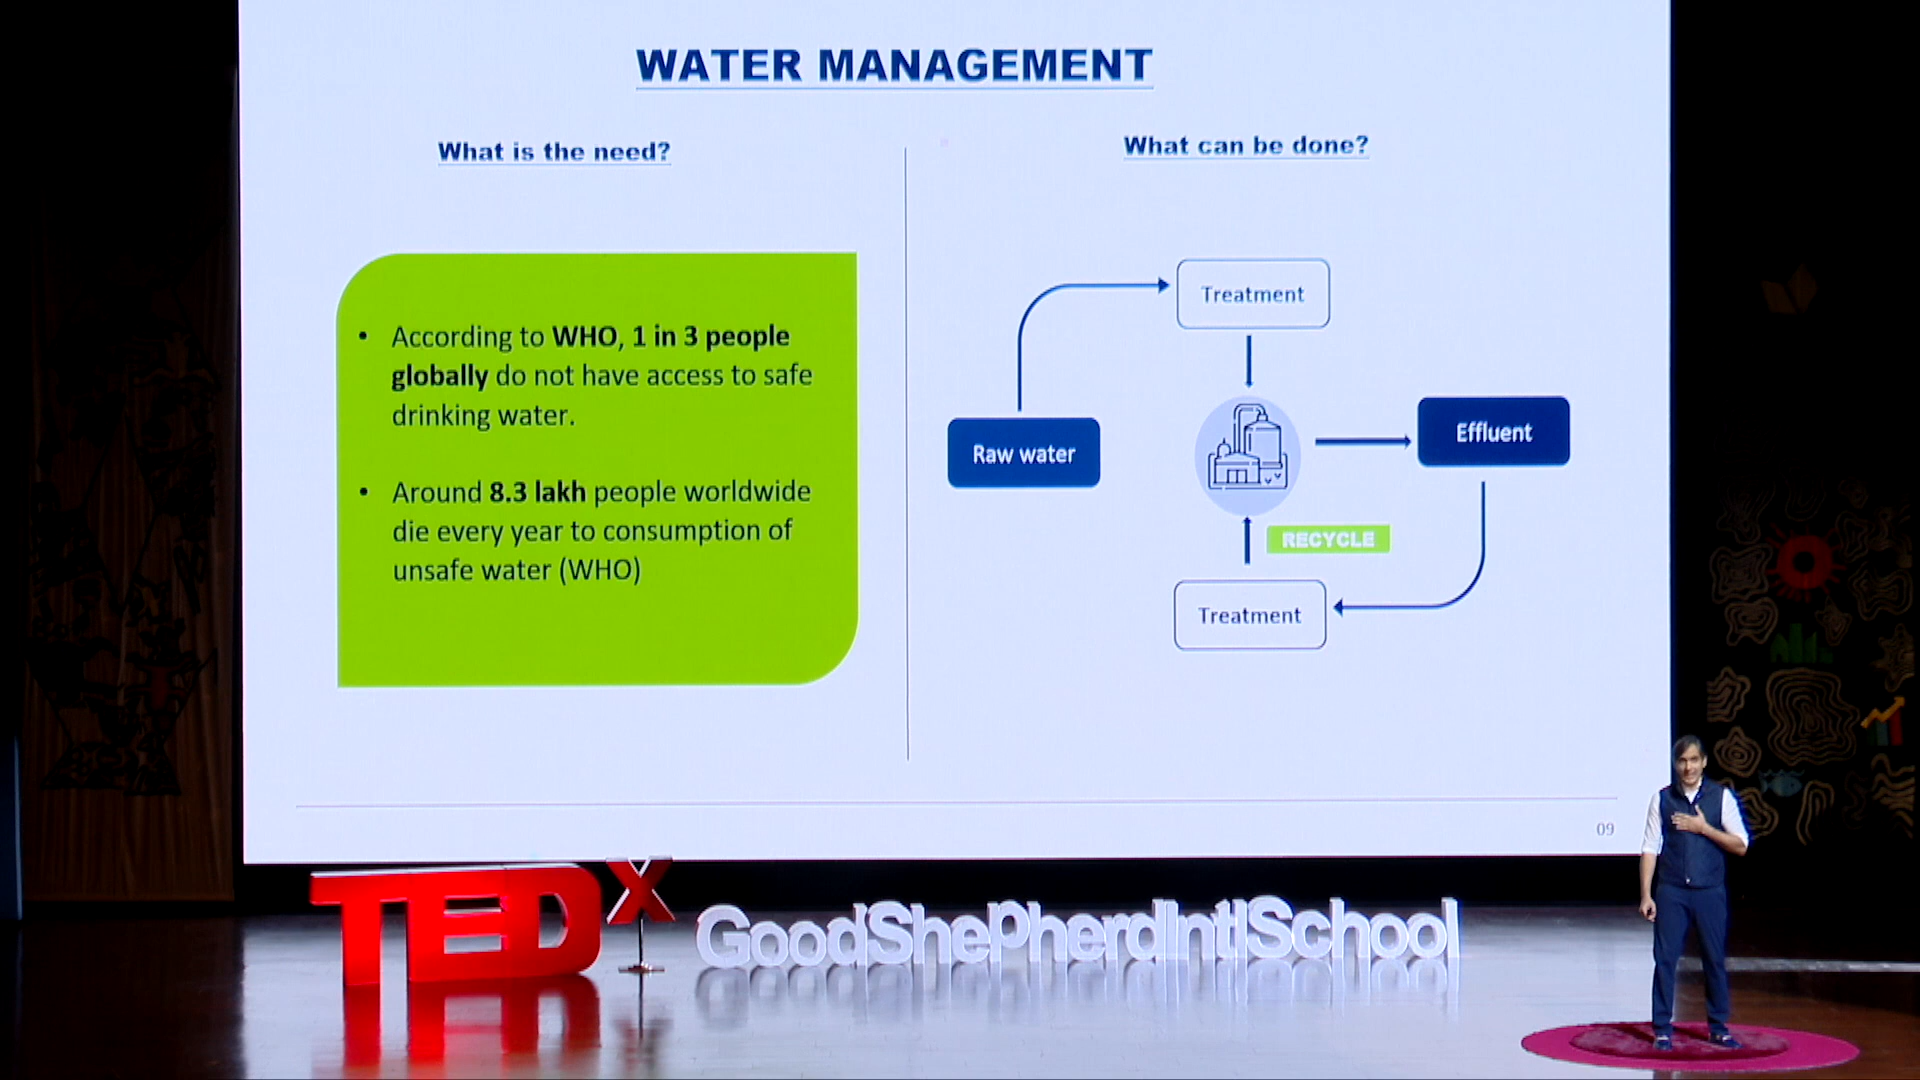 WATER MANAGEMENT
What is the need?
• According to WHO, 1 in 3 people
globally do not have access to safe
drinking water.
• Around 8.3 lakh people worldwide
die every year to consumption of
unsafe water (WHO)
What can be done?
Treatment
Raw water
Effluent
RECYCLE
Treatment
09
TEDx
GoodShePherdIntlSchool